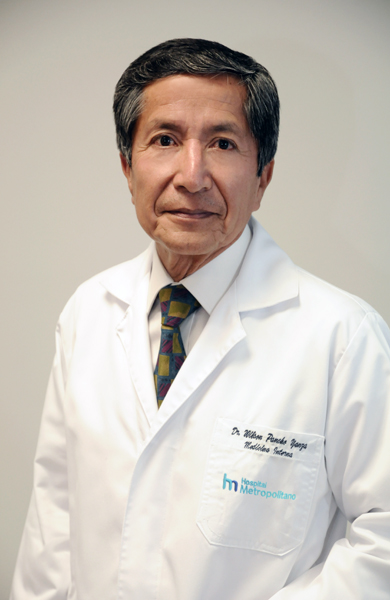 Dr. Wilson Pancho Yanza
Medicina Interna
hm Hospital
Metropolitano